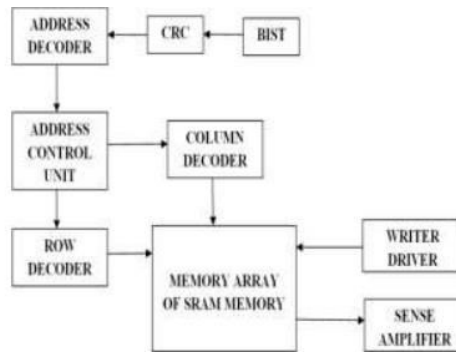 ADDRESS
DECODER
CRC
BIST
ADDRESS
CONTROL
UNIT
COLUMN
DECODER
ROW
DECODER
MEMORY ARRAY
OF SRAM MEMORY
WRITER
DRIVER
SENSE
AMPLIFIER